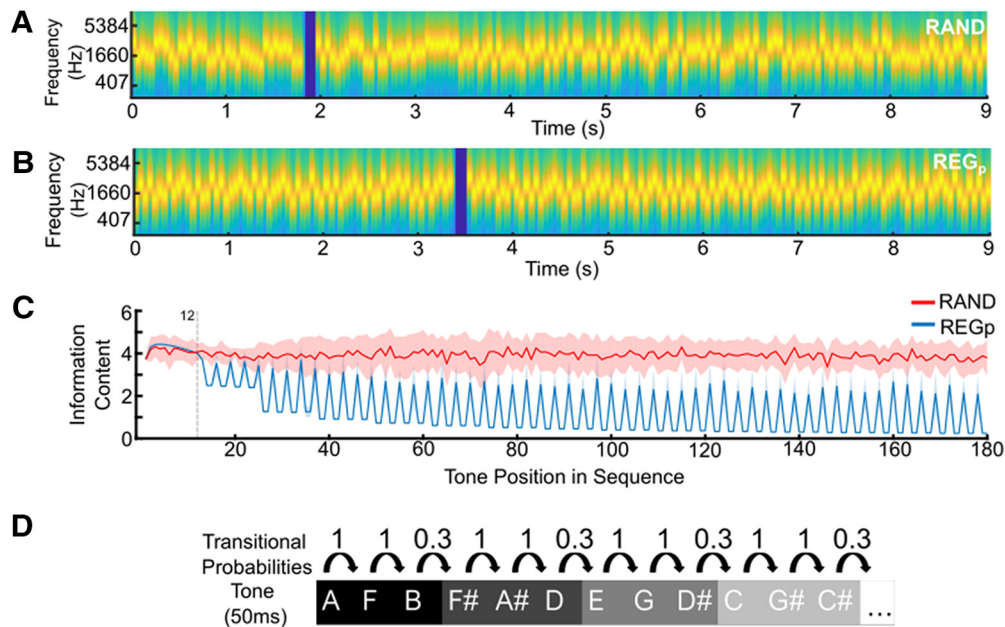 A
Frequency
(Hz)
5384
1660
407
RAND
0 1 2 3 4 5 6 7 8 9
Time (s)
B
Frequency
(Hz)
5384
1660
407
REGp
0 1 2 3 4 5 6 7 8 9
Time (s)
C
Information
Content
6
4
2
0
12
RAND
REGp
20 40 60 80 100 120 140 160 180
Tone Position in Sequence
D
Transitional
Probabilities
1 1 0.3 1 1 0.3 1 1 0.3 1 1 0.3
Tone
(50ms)
A F B F# A# D E G D# C G# C# ...